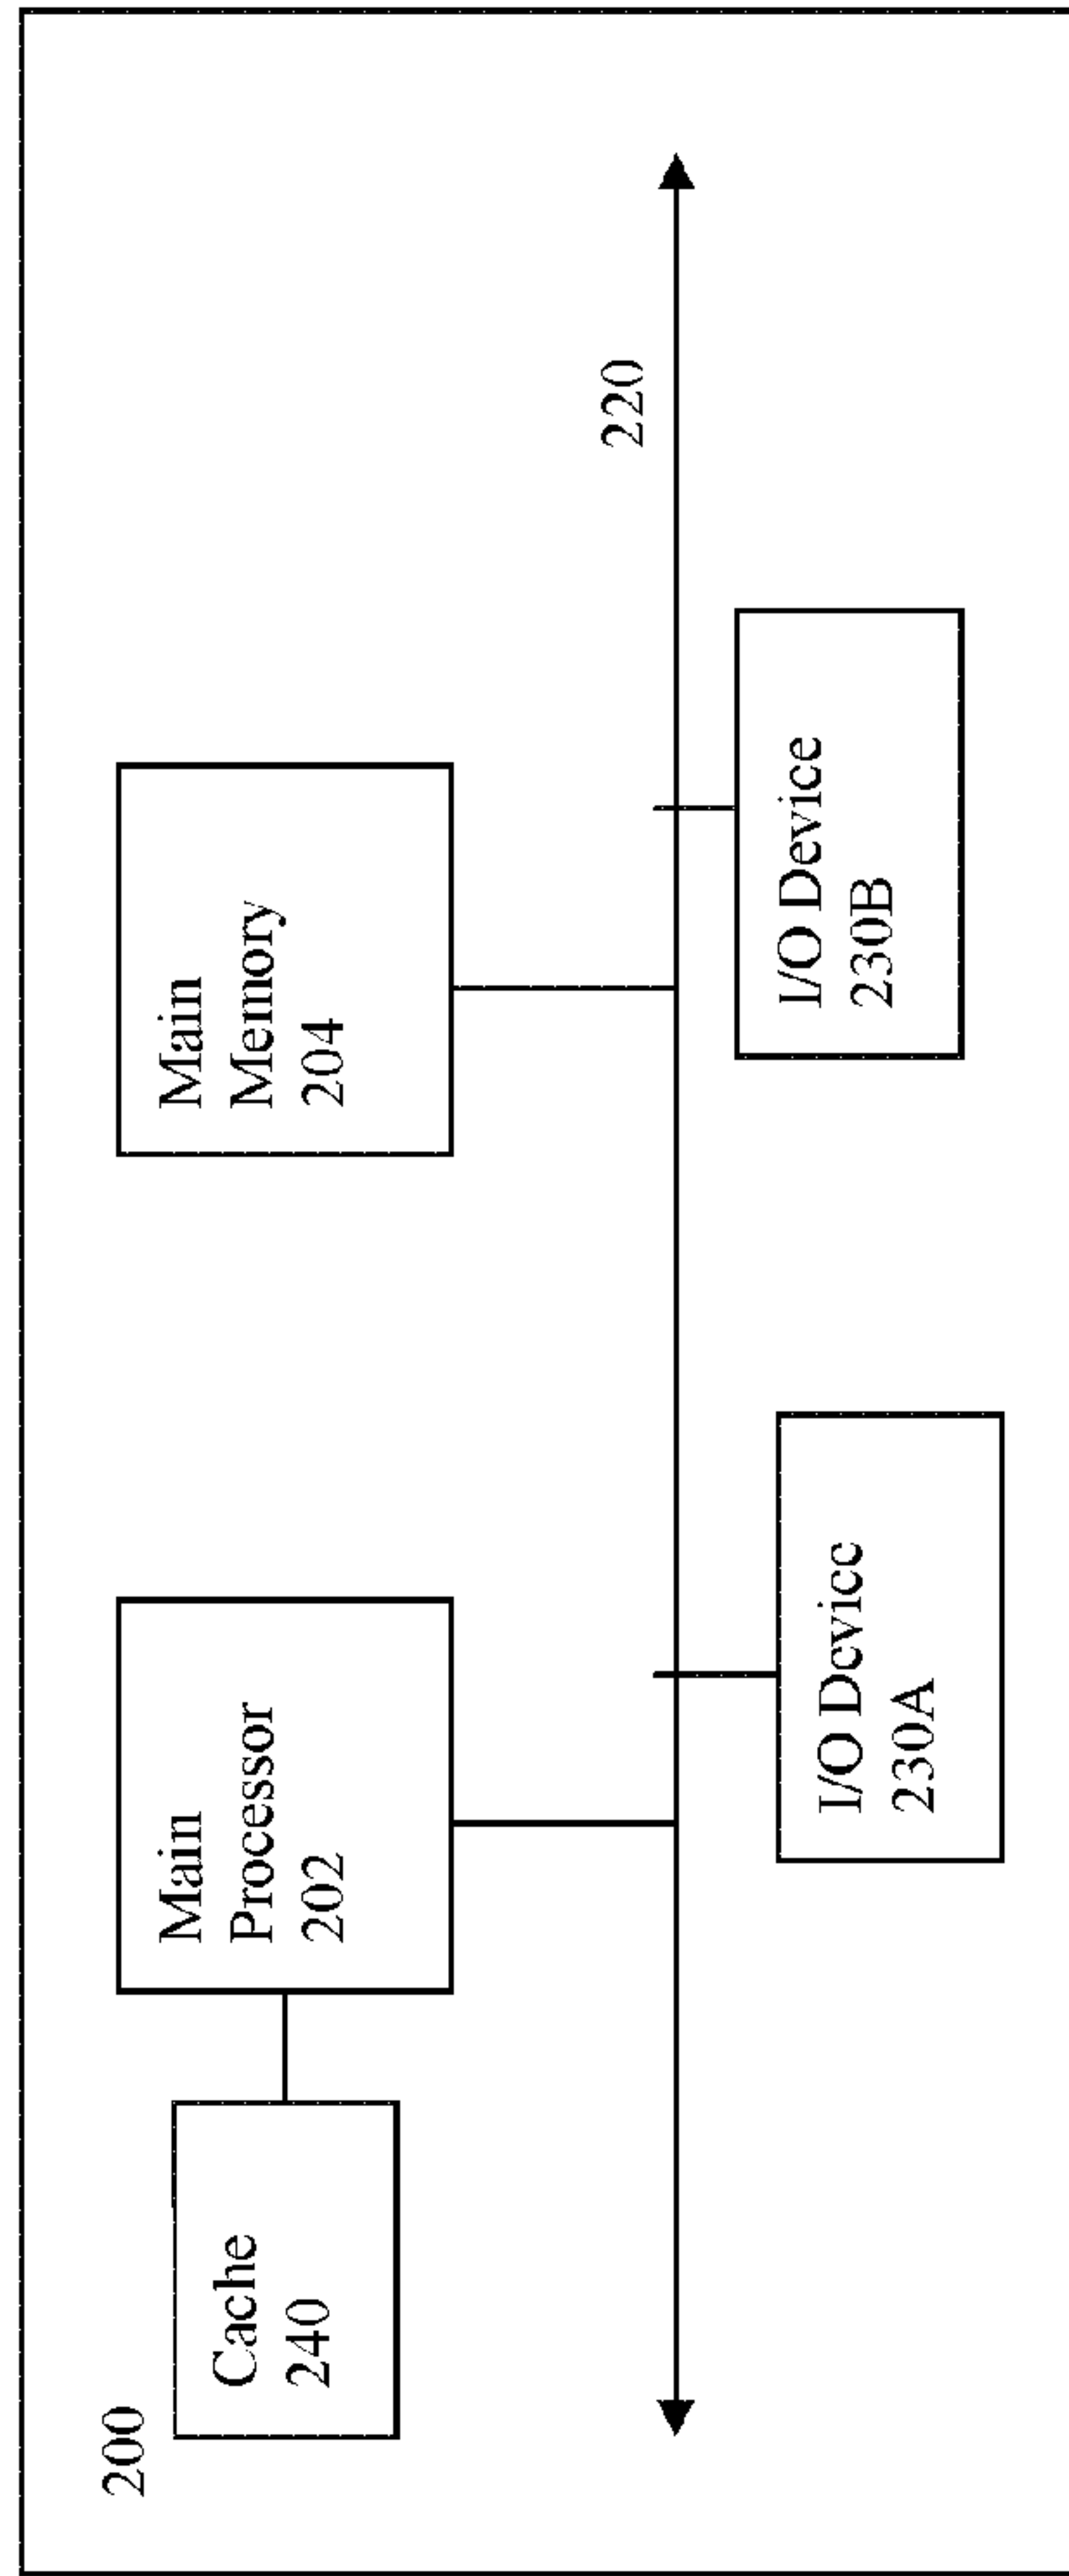 200
Cache
240
Main
Processor
202
Main
Memory
204
220
I/O Device
230A
I/O Device
230B